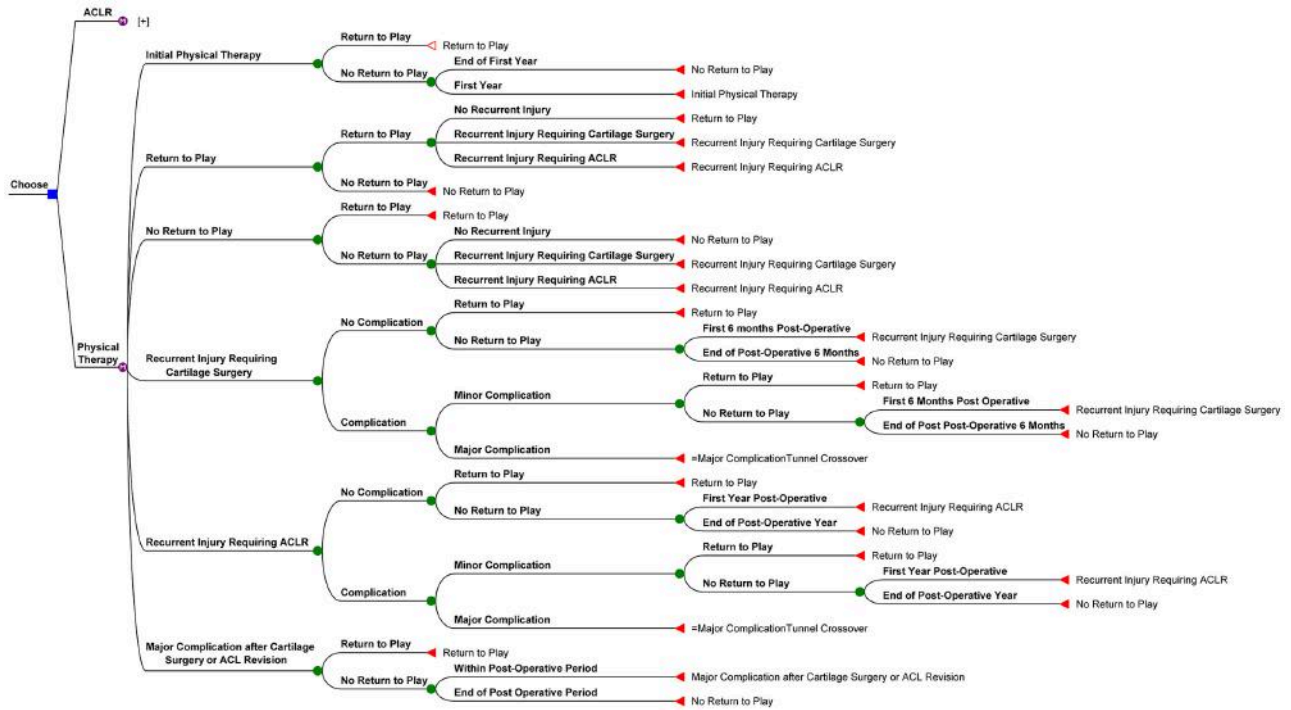 ACLR
[+]
Return to Play
Initial Physical Therapy
Return to Play
End of First Year
No Return to Play
No Return to Play
First Year
Initial Physical Therapy
No Recurrent Injury
Return to Play
Return to Play
Recurrent Injury Requiring Cartilage Surgery
Recurrent Injury Requiring Cartilage Surgery
Return to Play
Recurrent Injury Requiring ACLR
Recurrent Injury Requiring ACLR
Choose
No Return to Play
No Return to Play
Return to Play
Return to Play
No Return to Play
No Recurrent Injury
No Return to Play
No Return to Play
Recurrent Injury Requiring Cartilage Surgery
Recurrent Injury Requiring Cartilage Surgery
Recurrent Injury Requiring ACLR
Recurrent Injury Requiring ACLR
Return to Play
Return to Play
No Complication
First 6 months Post-Operative
Recurrent Injury Requiring Cartilage Surgery
No Return to Play
End of Post-Operative 6 Months
No Return to Play
Physical
Therapy
Recurrent Injury Requiring
Cartilage Surgery
Return to Play
Return to Play
Minor Complication
First 6 Months Post Operative
Recurrent Injury Requiring Cartilage Surgery
No Return to Play
Complication
End of Post Post-Operative 6 Months
No Return to Play
Major Complication
=Major ComplicationTunnel Crossover
Return to Play
Return to Play
No Complication
First Year Post-Operative
Recurrent Injury Requiring ACLR
No Return to Play
End of Post-Operative Year
No Return to Play
Recurrent Injury Requiring ACLR
Return to Play
Return to Play
Minor Complication
First Year Post-Operative
Recurrent Injury Requiring ACLR
No Return to Play
Complication
End of Post-Operative Year
No Return to Play
Major Complication
=Major ComplicationTunnel Crossover
Major Complication after Cartilage
Surgery or ACL Revision
Return to Play
Return to Play
Within Post-Operative Period
Major Complication after Cartilage Surgery or ACL Revision
No Return to Play
End of Post Operative Period
No Return to Play